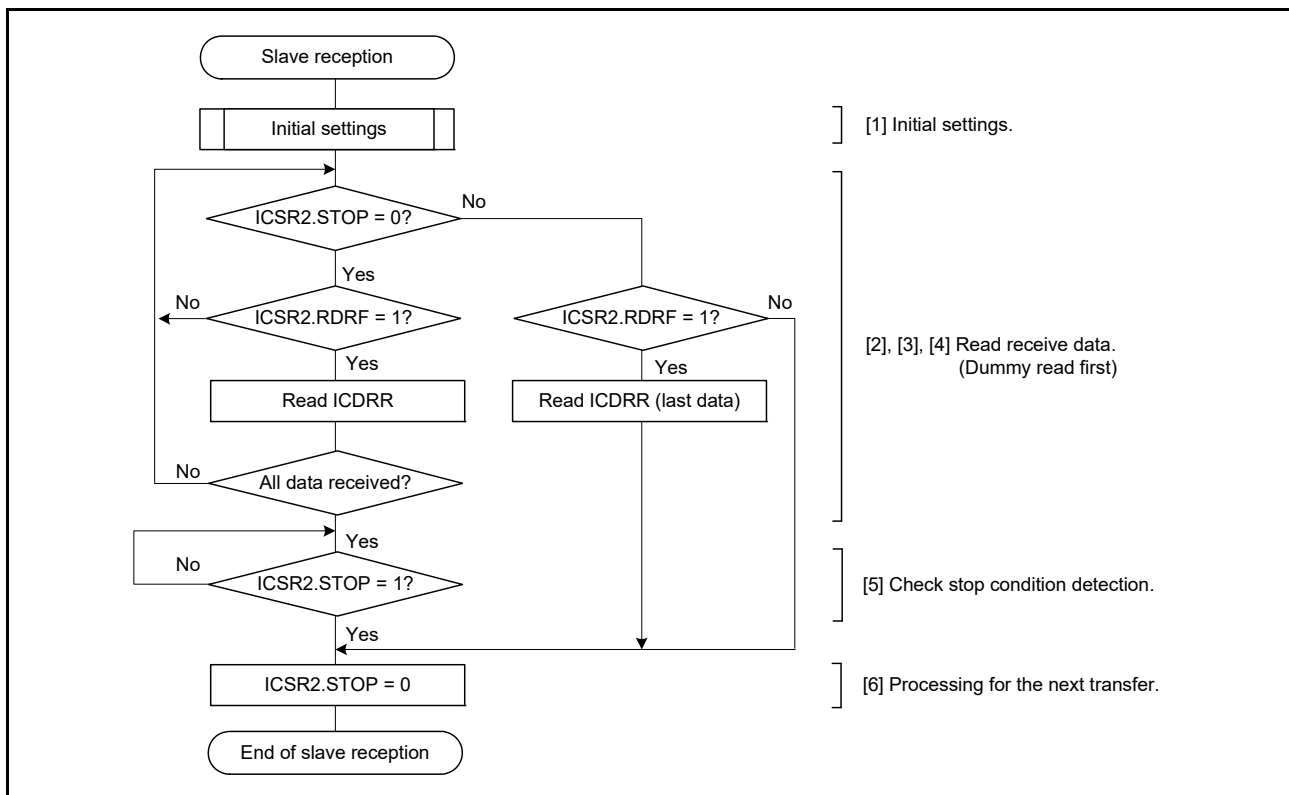 Slave reception
Initial settings
[1] Initial settings.
ICSR2.STOP = 0?
No
Yes
No
ICSR2.RDRF = 1?
Yes
ICSR2.RDRF = 1?
No
Yes
[2], [3], [4] Read receive data.
(Dummy read first)
Read ICDRR
Read ICDRR (last data)
No
All data received?
Yes
No
ICSR2.STOP = 1?
Yes
[5] Check stop condition detection.
ICSR2.STOP = 0
[6] Processing for the next transfer.
End of slave reception